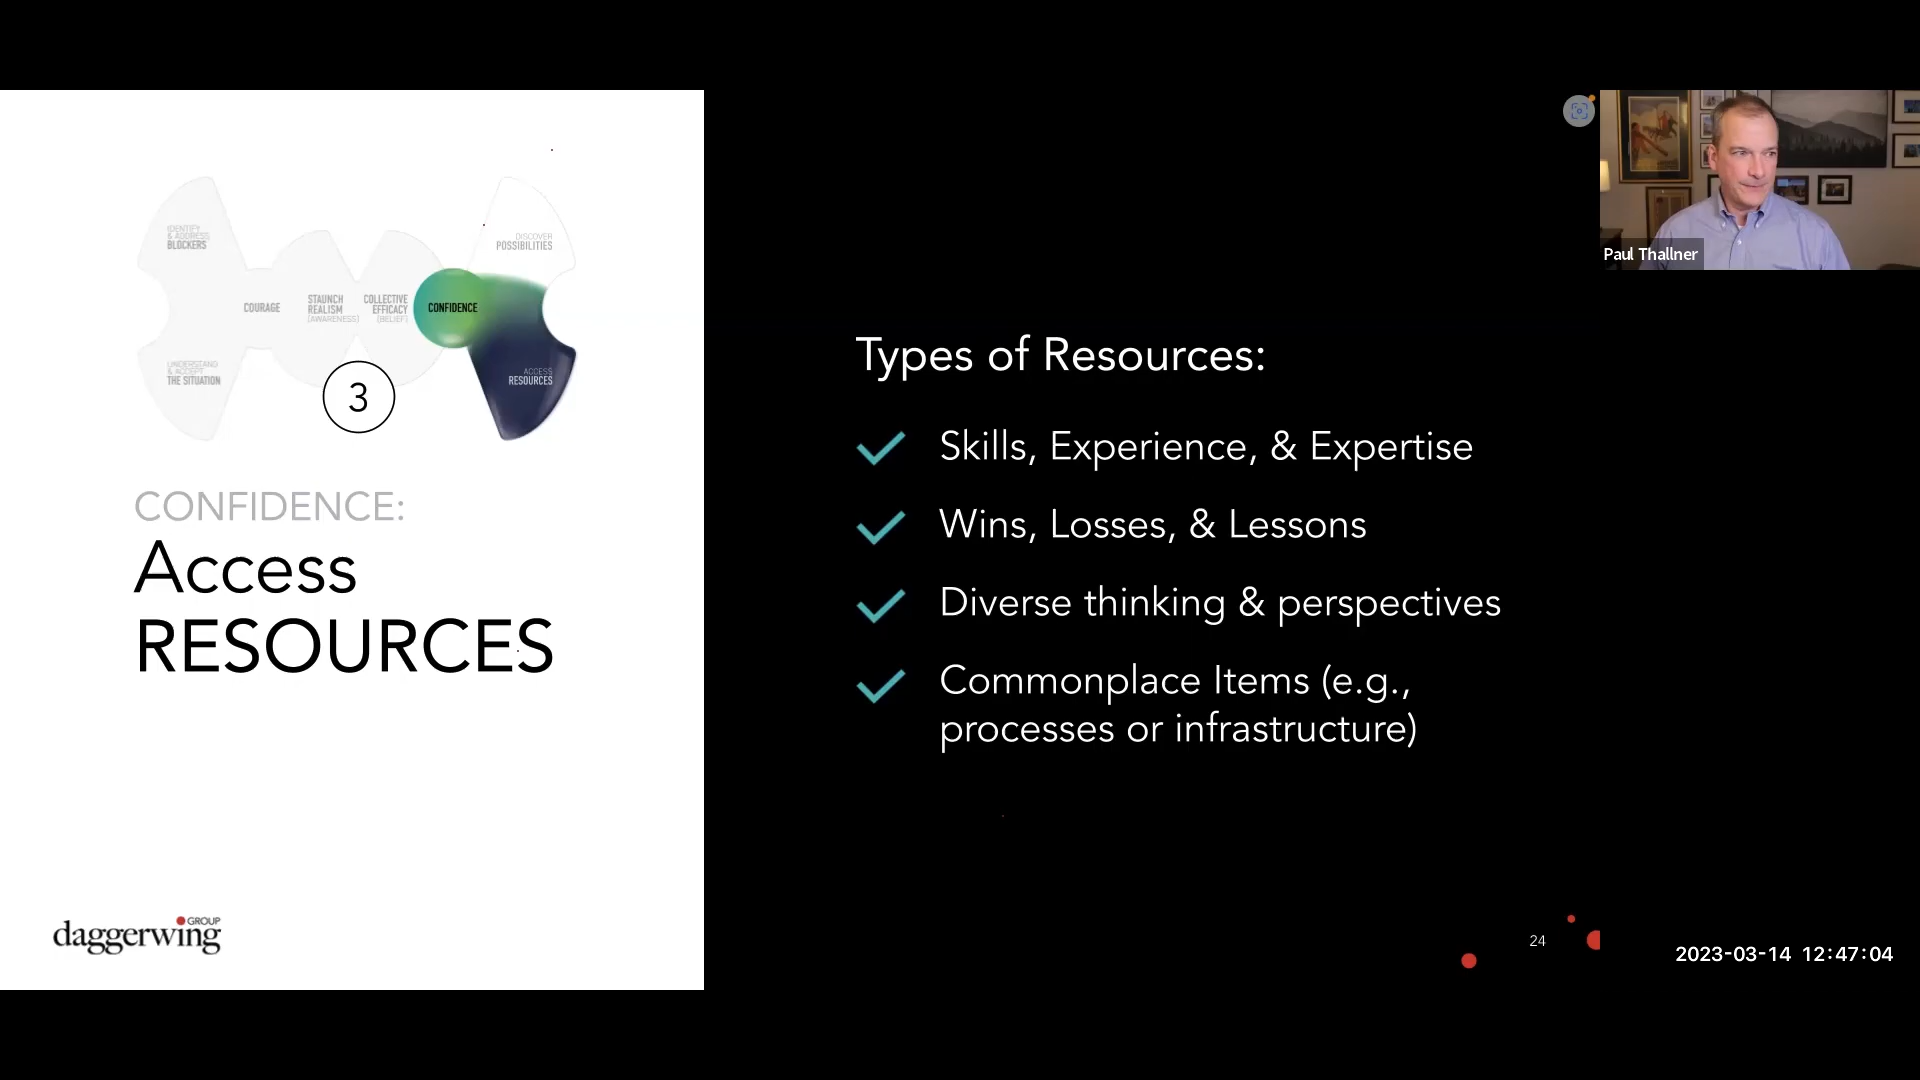 IDENTIFY
& ADDRESS
BLOCKERS
DISCOVER
POSSIBILITIES
COURAGE
STAUNCH
REALISM
(AWARENESS)
COLLECTIVE
EFFICACY
(BELIEF)
CONFIDENCE
UNDERSTAND
& ACCEPT
THE SITUATION
ACCESS
RESOURCES
3
CONFIDENCE:
Access
RESOURCES
daggerwing GROUP
Types of Resources:
Skills, Experience, & Expertise
Wins, Losses, & Lessons
Diverse thinking & perspectives
Commonplace Items (e.g.,
processes or infrastructure)
24
Paul Thallner
2023-03-14 12:47:04